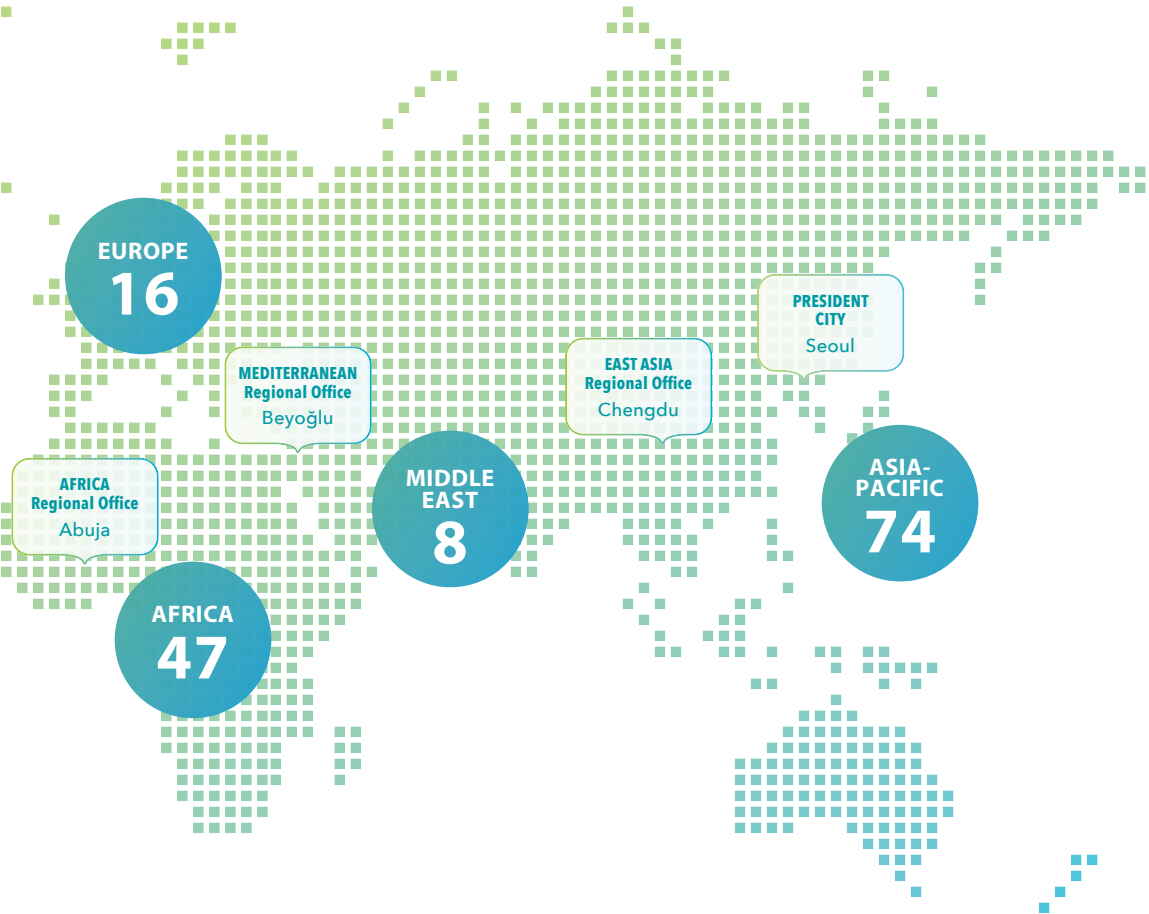 EUROPE
16
PRESIDENT
CITY
Seoul
MEDITERRANEAN
Regional Office
Beyoğlu
EAST ASIA
Regional Office
Chengdu
AFRICA
Regional Office
Abuja
MIDDLE
EAST
8
ASIA-
PACIFIC
74
AFRICA
47